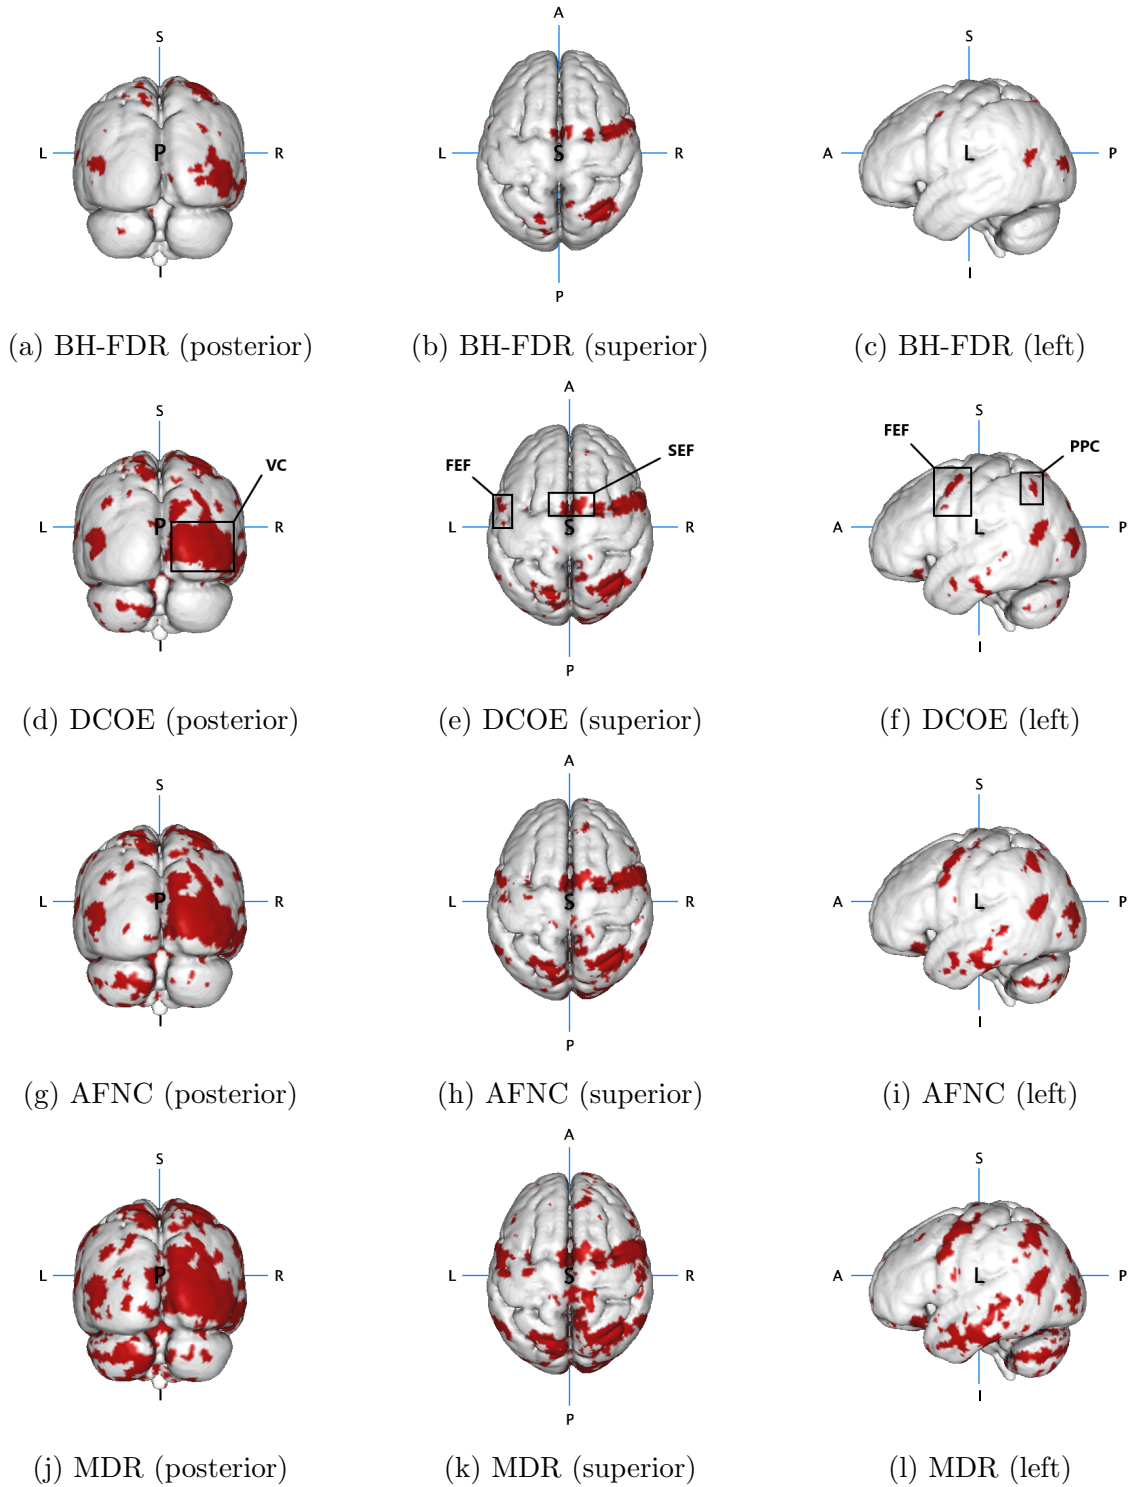 A
S
S
L P R
L S R
A L P
I
P
I
(a) BH-FDR (posterior) (b) BH-FDR (superior) (c) BH-FDR (left)
A
S
S
FEF
SEF
PPC
VC
FEF
L P R
L S R
A L P
I
P
I
(d) DCOE (posterior) (e) DCOE (superior) (f) DCOE (left)
A
S
S
L P R
L S R
A L P
I
P
I
(g) AFNC (posterior) (h) AFNC (superior) (i) AFNC (left)
A
S
S
L P R
L S R
A L P
I
P
I
(j) MDR (posterior) (k) MDR (superior) (l) MDR (left)